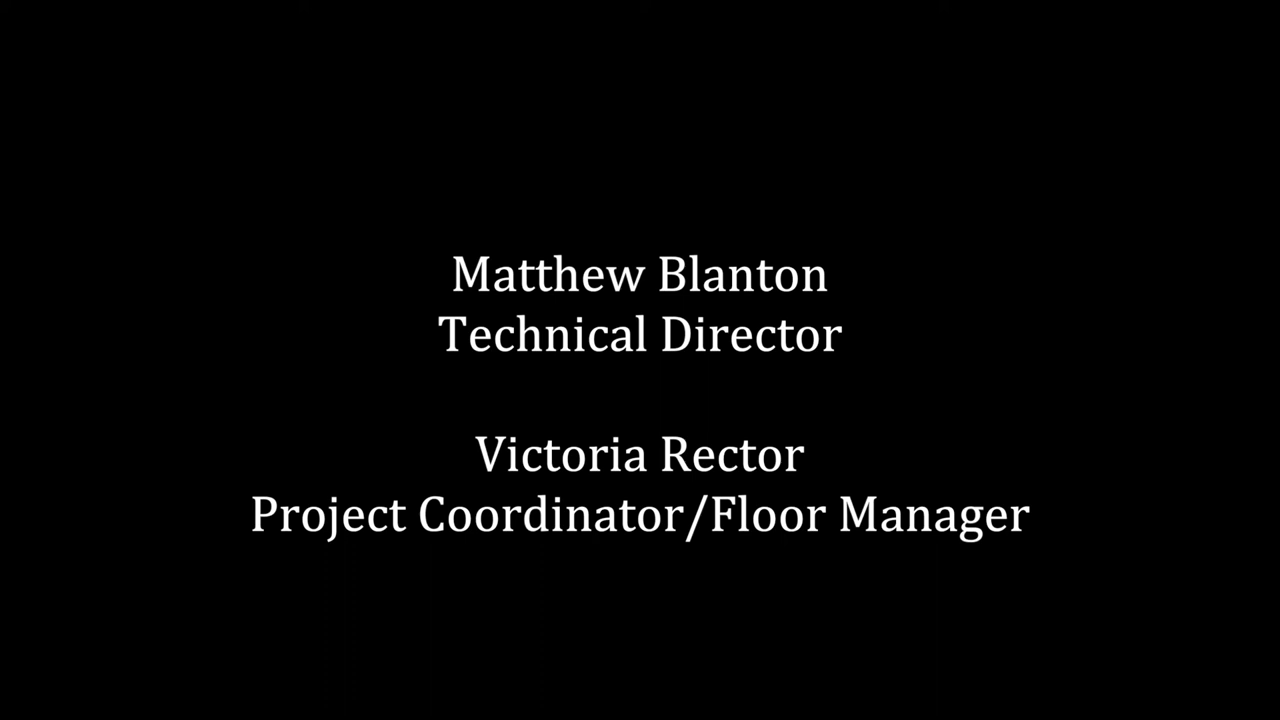 Matthew Blanton
Technical Director
Victoria Rector
Project Coordinator/Floor Manager